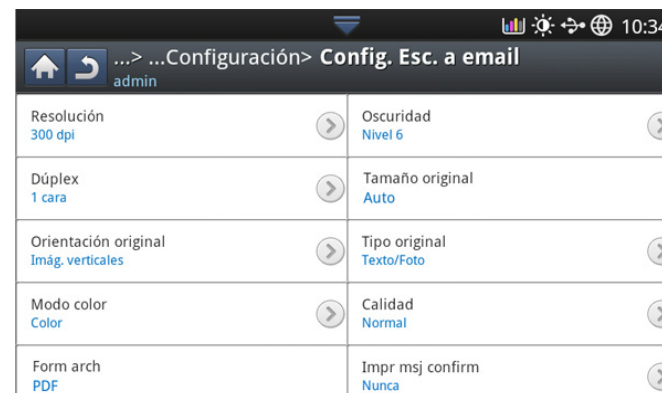 10:34
...> ...Configuración> Config. Esc. a email
admin
Resolución
300 dpi
Oscuridad
Nivel 6
Dúplex
1 cara
Tamaño original
Auto
Orientación original
Imág. verticales
Tipo original
Texto/Foto
Modo color
Color
Calidad
Normal
Form arch
PDF
Impr msj confirm
Nunca